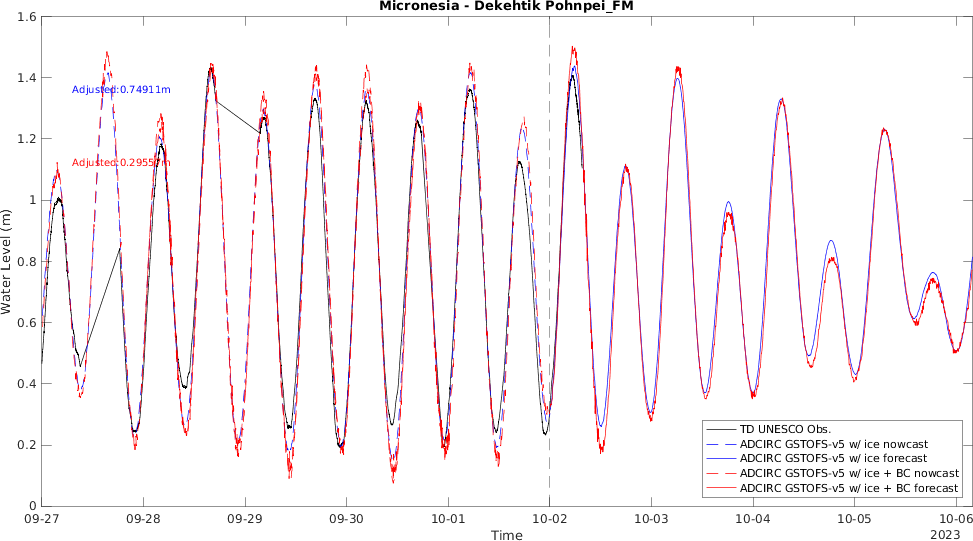 Micronesia - Dekehtik Pohnpei_FM
1.6
1.4
1.2
1
0.8
0.6
0.4
0.2
0
Water Level (m)
Adjusted:0.74911m
TD UNESCO Obs.
ADCIRC GSTOFS-v5 w/ ice nowcast
ADCIRC GSTOFS-v5 w/ ice forecast
ADCIRC GSTOFS-v5 w/ ice + BC nowcast
ADCIRC GSTOFS-v5 w/ ice + BC forecast
09-27
09-28
09-29
09-30
10-01
10-02
10-03
10-04
10-05
10-06
Time
2023